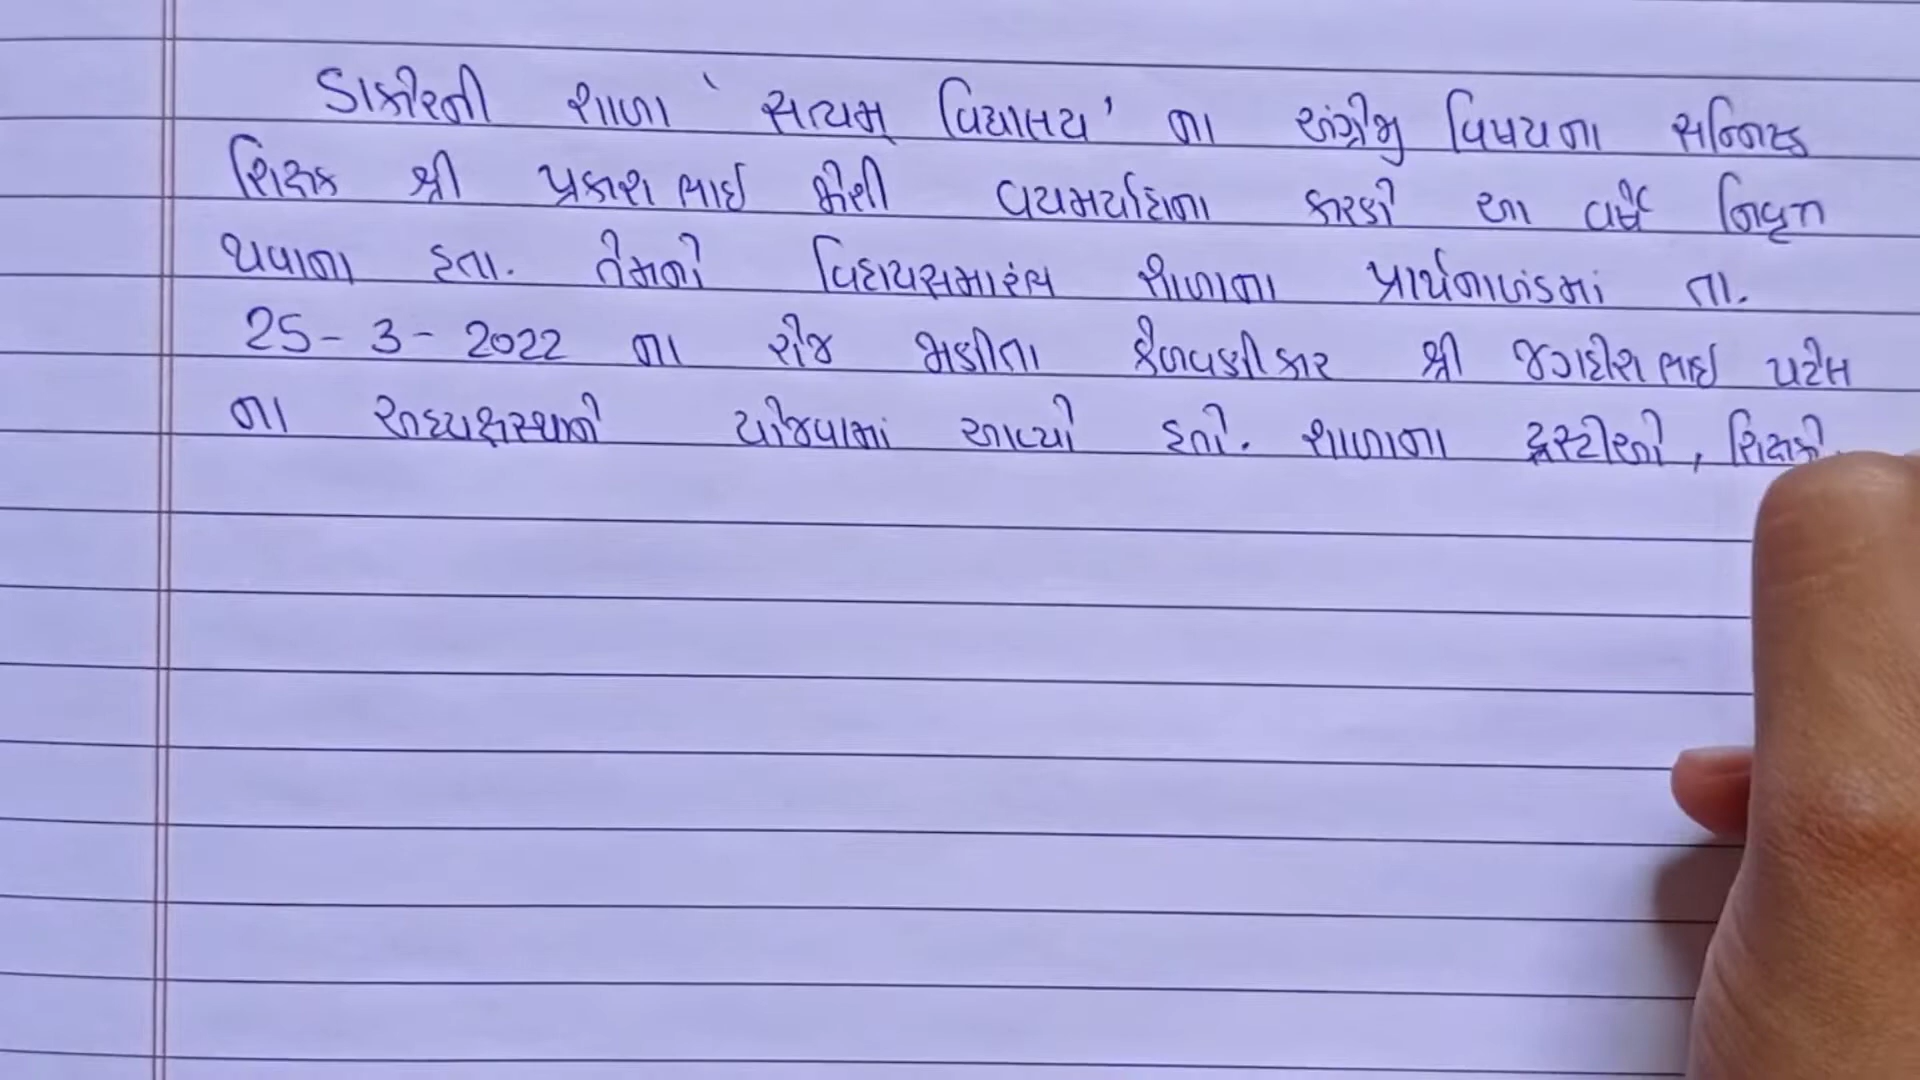 ડાકોરની શાળા 'સત્યમ્ વિદ્યાલય' ના અંગ્રેજી વિષયના સન્નિષ્ઠ
શિક્ષક શ્રી પ્રકાશભાઈ જોશી વયમર્યાદાના કારણે આ વર્ષે નિવૃત્ત
થવાના હતા. તેમનો વિદાયસમારંભ શાળાના પ્રાર્થનાખંડમાં તા.
25-3-2022 ના રોજ જાણીતા કેળવણીકાર શ્રી જગદીશભાઈ પટેલ
ના અધ્યક્ષસ્થાને યોજવામાં આવ્યો હતો. શાળાના ટ્રસ્ટીઓ, શિક્ષકો